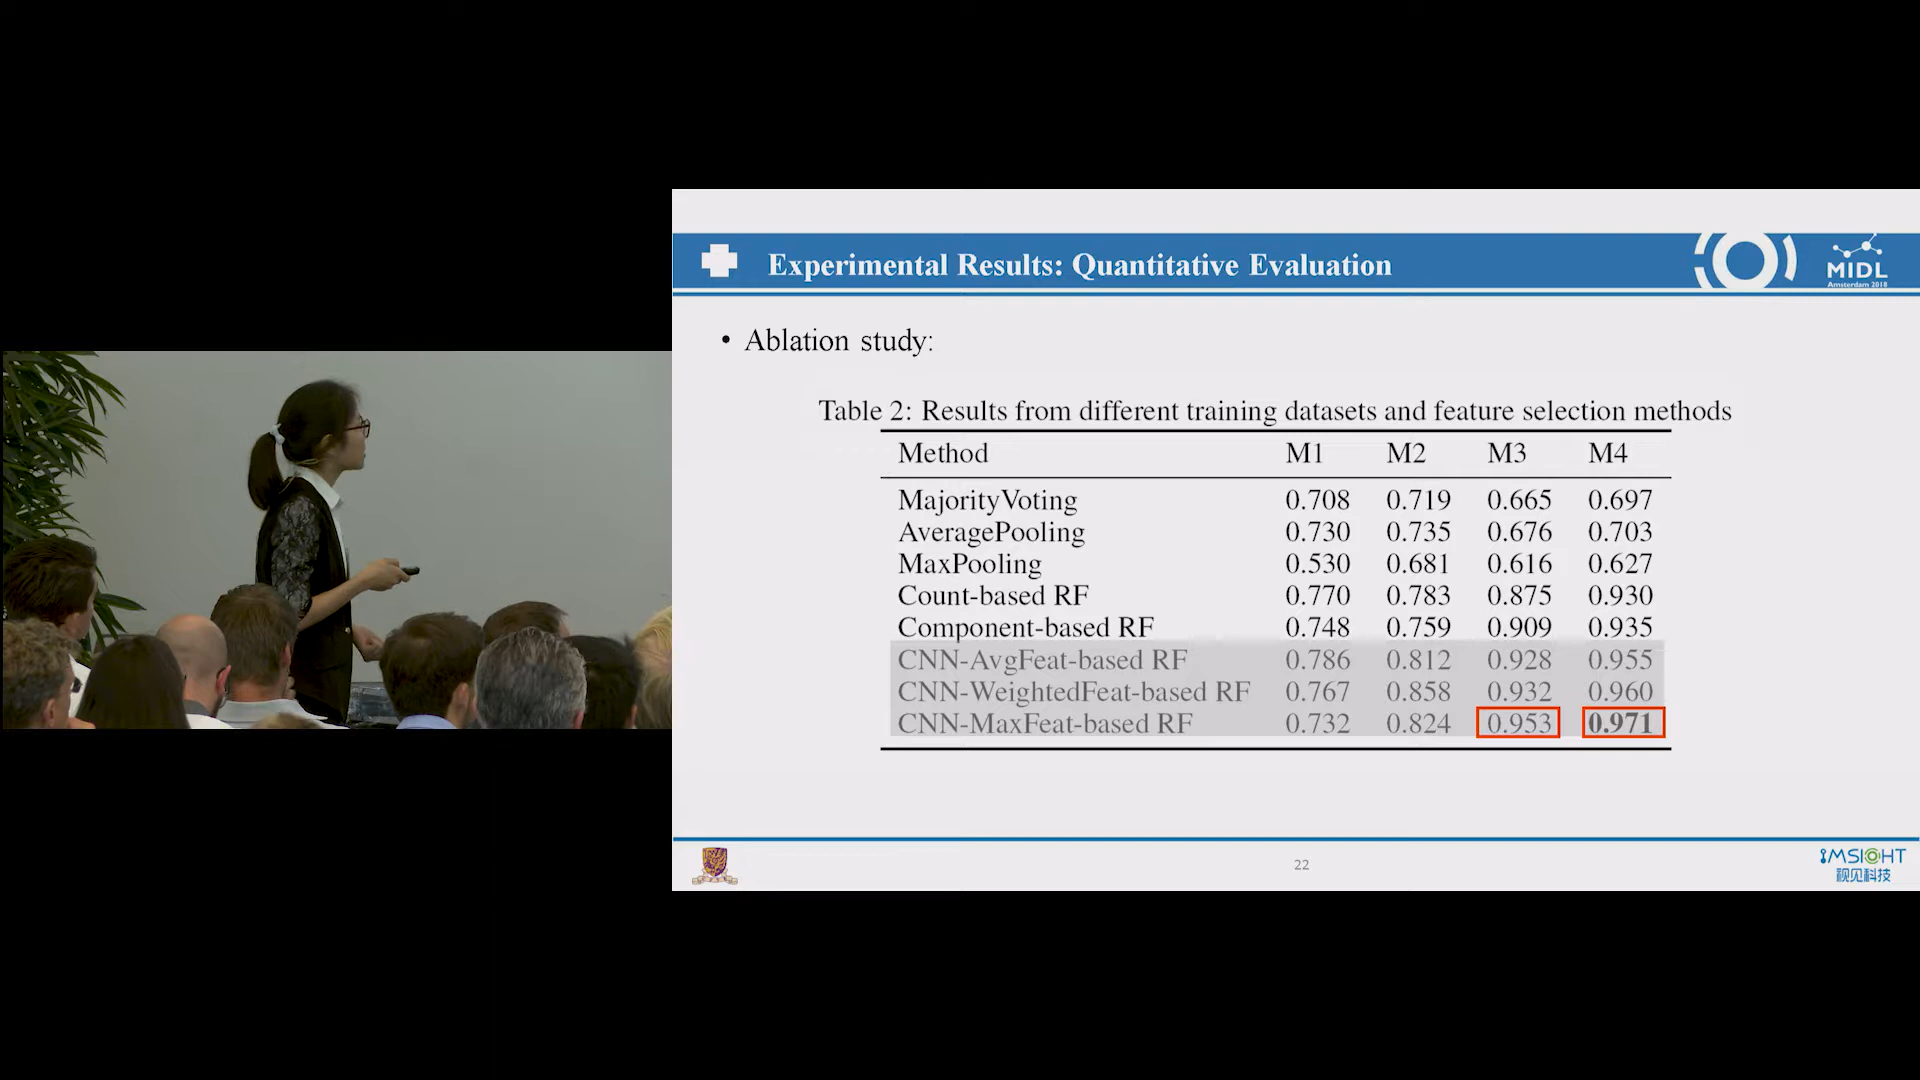 Experimental Results: Quantitative Evaluation
MIDL
Amsterdam 2018
• Ablation study:
Table 2: Results from different training datasets and feature selection methods
Method M1 M2 M3 M4
MajorityVoting 0.708 0.719 0.665 0.697
AveragePooling 0.730 0.735 0.676 0.703
MaxPooling 0.530 0.681 0.616 0.627
Count-based RF 0.770 0.783 0.875 0.930
Component-based RF 0.748 0.759 0.909 0.935
CNN-AvgFeat-based RF 0.786 0.812 0.928 0.955
CNN-WeightedFeat-based RF 0.767 0.858 0.932 0.960
CNN-MaxFeat-based RF 0.732 0.824 0.953 0.971
22
iMSIGHT
视见科技